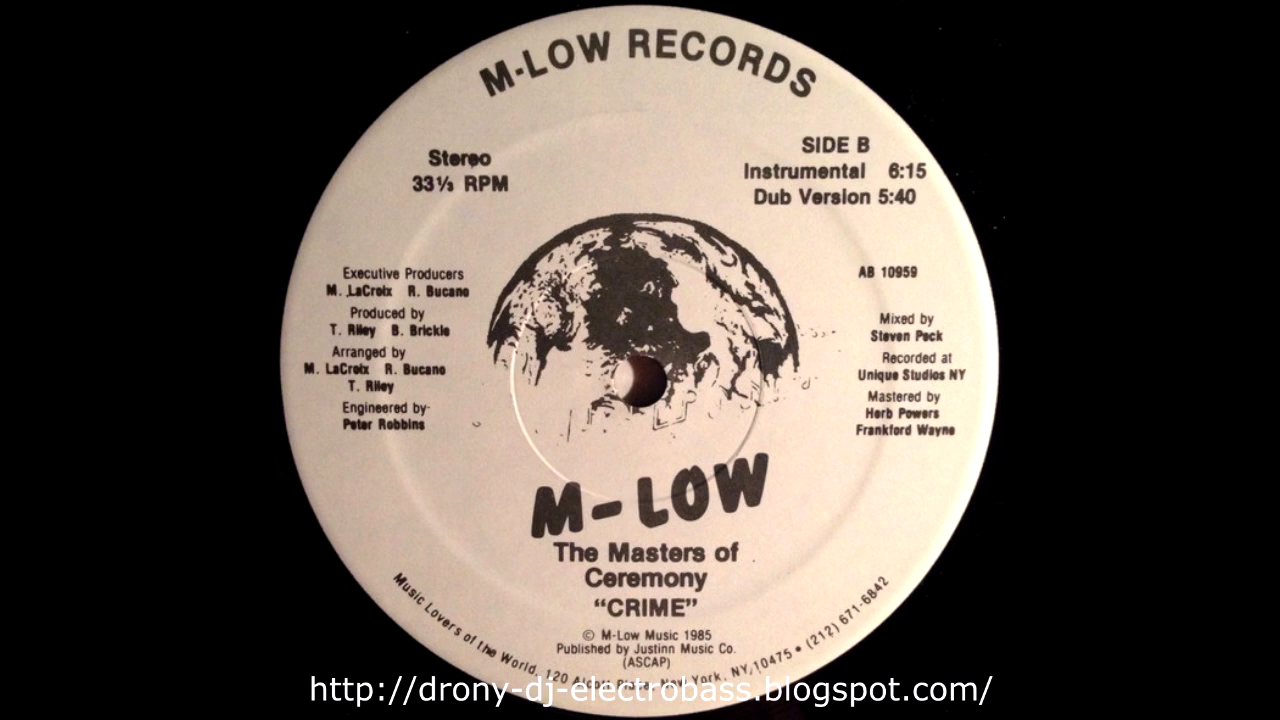 M-LOW RECORDS
Stereo
33⅓ RPM
SIDE B
Instrumental 6:15
Dub Version 5:40
Executive Producers
M. LaCroix R. Bucano
Produced by
T. Riley B. Brickle
Arranged by
M. LaCroix R. Bucano
T. Riley
Engineered by
Peter Robbins
AB 10959
Mixed by
Steven Peck
Recorded at
Unique Studios NY
Mastered by
Herb Powers
Frankford Wayne
M-LOW
The Masters of
Ceremony
“CRIME”
© M-Low Music 1985
Published by Justinn Music Co.
(ASCAP)
Music Lovers of the World, 120 New York, NY 10475 • (212) 671-6842
http://drony-dj-electrobass.blogspot.com/